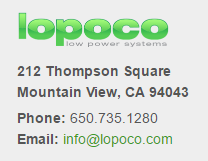 lopoco
low power systems
212 Thompson Square
Mountain View, CA 94043
Phone: 650.735.1280
Email: info@lopoco.com